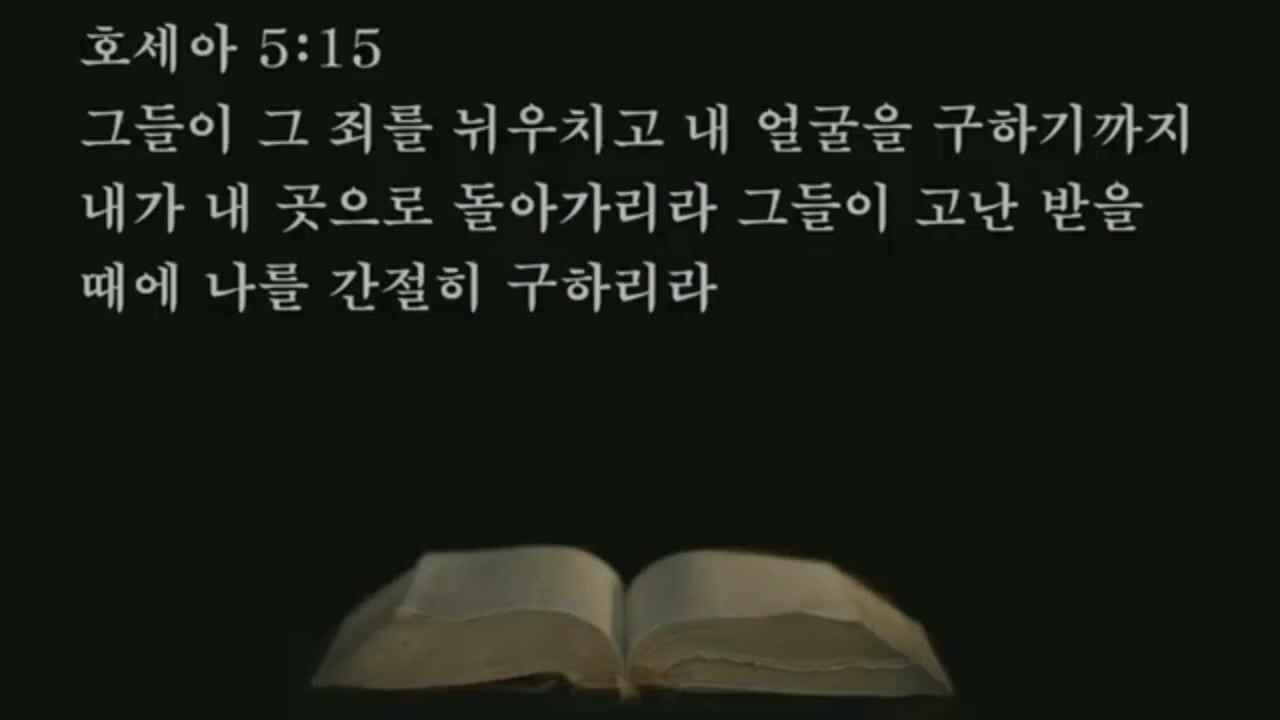 호세아 5:15
그들이 그 죄를 뉘우치고 내 얼굴을 구하기까지
내가 내 곳으로 돌아가리라 그들이 고난 받을
때에 나를 간절히 구하리라